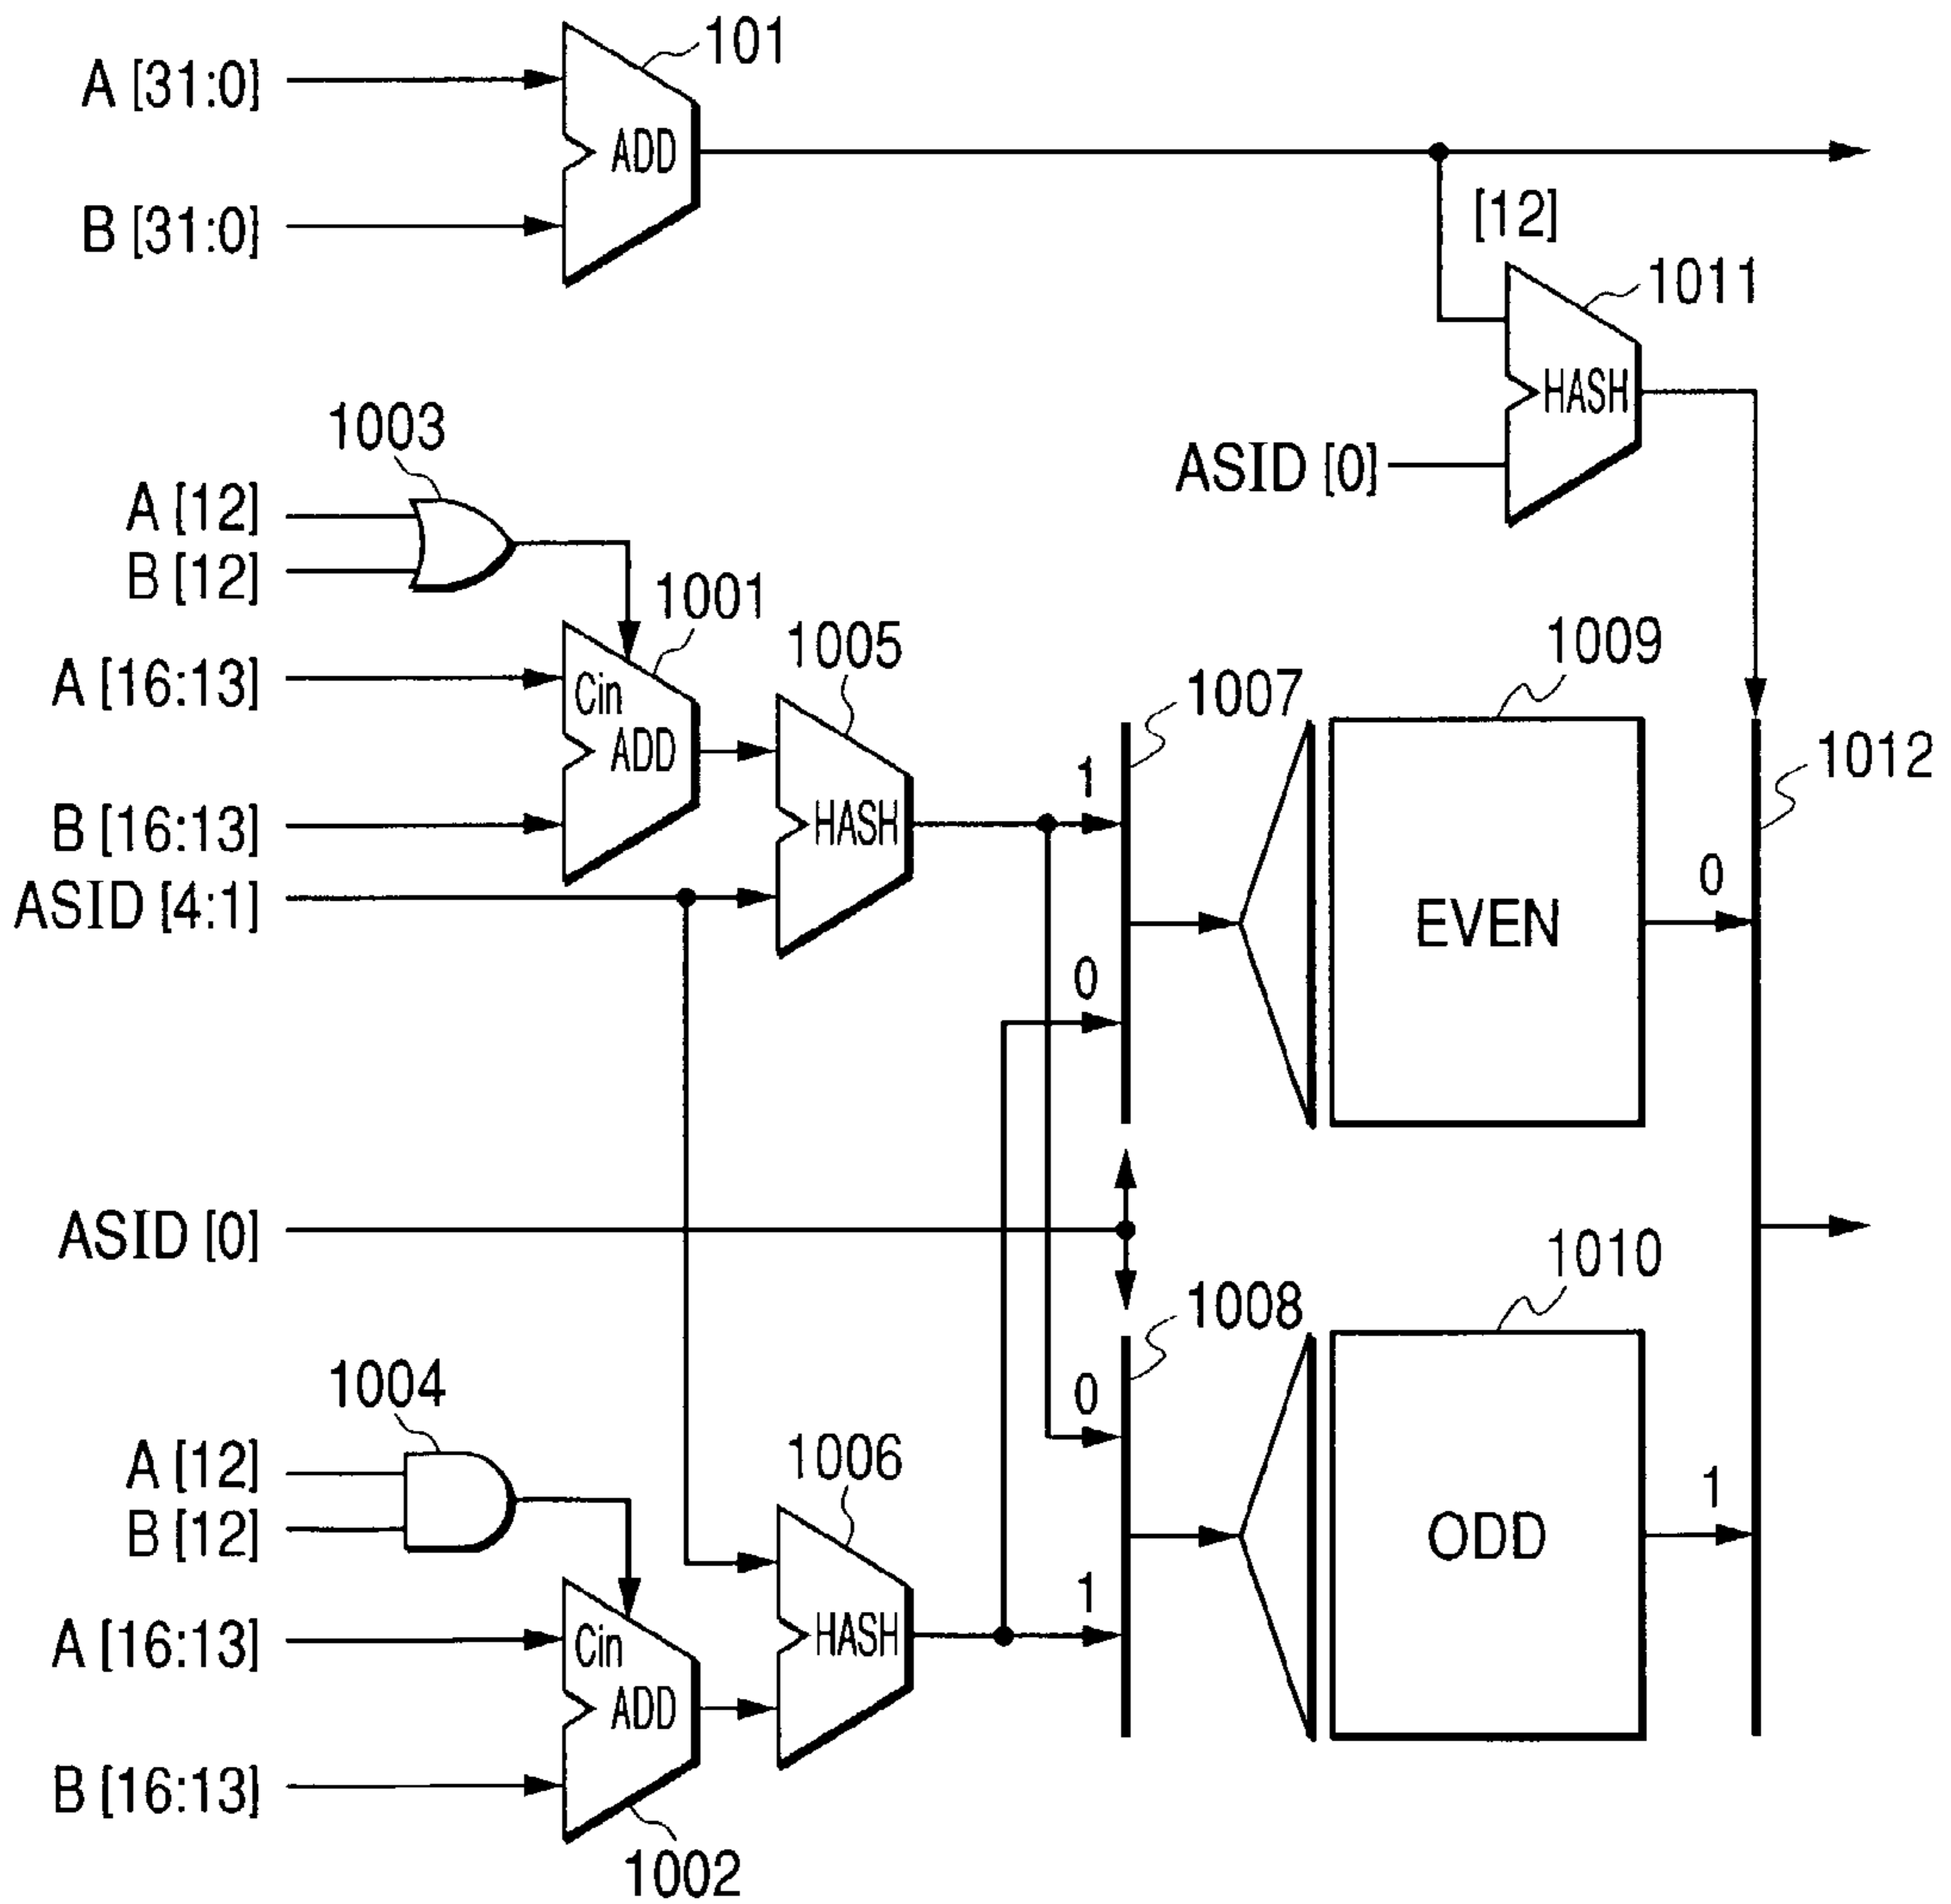 101
A [31:0]
ADD
B [31:0]
[12]
1011
HASH
ASID [0]
1003
A [12]
B [12]
1001
A [16:13]
Cin
ADD
B [16:13]
ASID [4:1]
1005
HASH
1007
1
0
1009
EVEN
0
1012
ASID [0]
1010
1008
0
1
ODD
1
1004
A [12]
B [12]
1006
HASH
A [16:13]
Cin
ADD
B [16:13]
1002